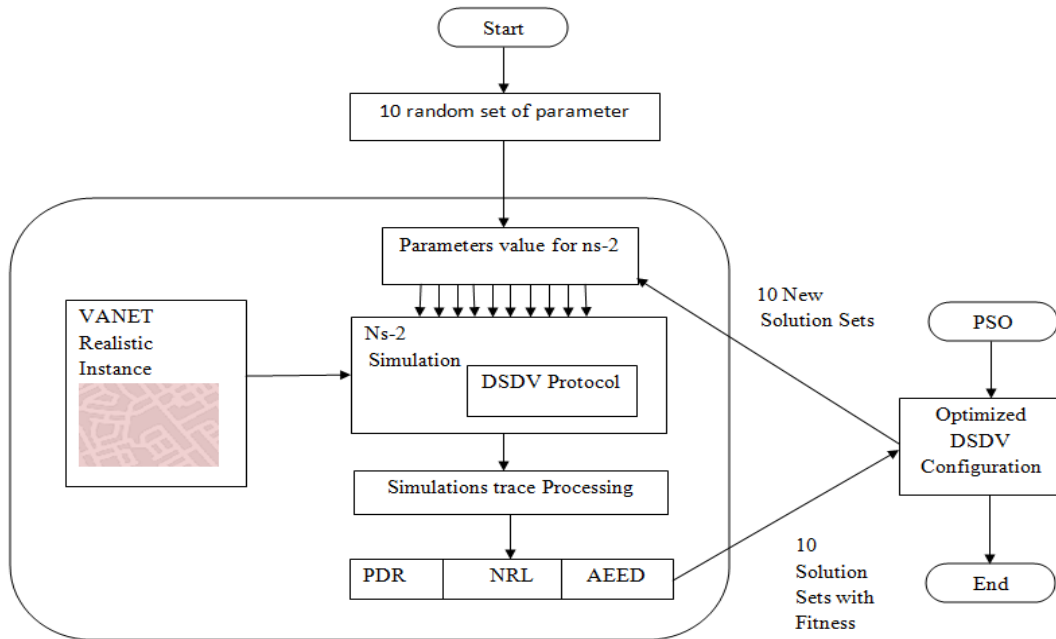 Start
10 random set of parameter
Parameters value for ns-2
VANET
Realistic
Instance
Ns-2
Simulation
DSDV Protocol
Simulations trace Processing
PDR
NRL
AEED
10 New
Solution Sets
10
Solution
Sets with
Fitness
PSO
Optimized
DSDV
Configuration
End